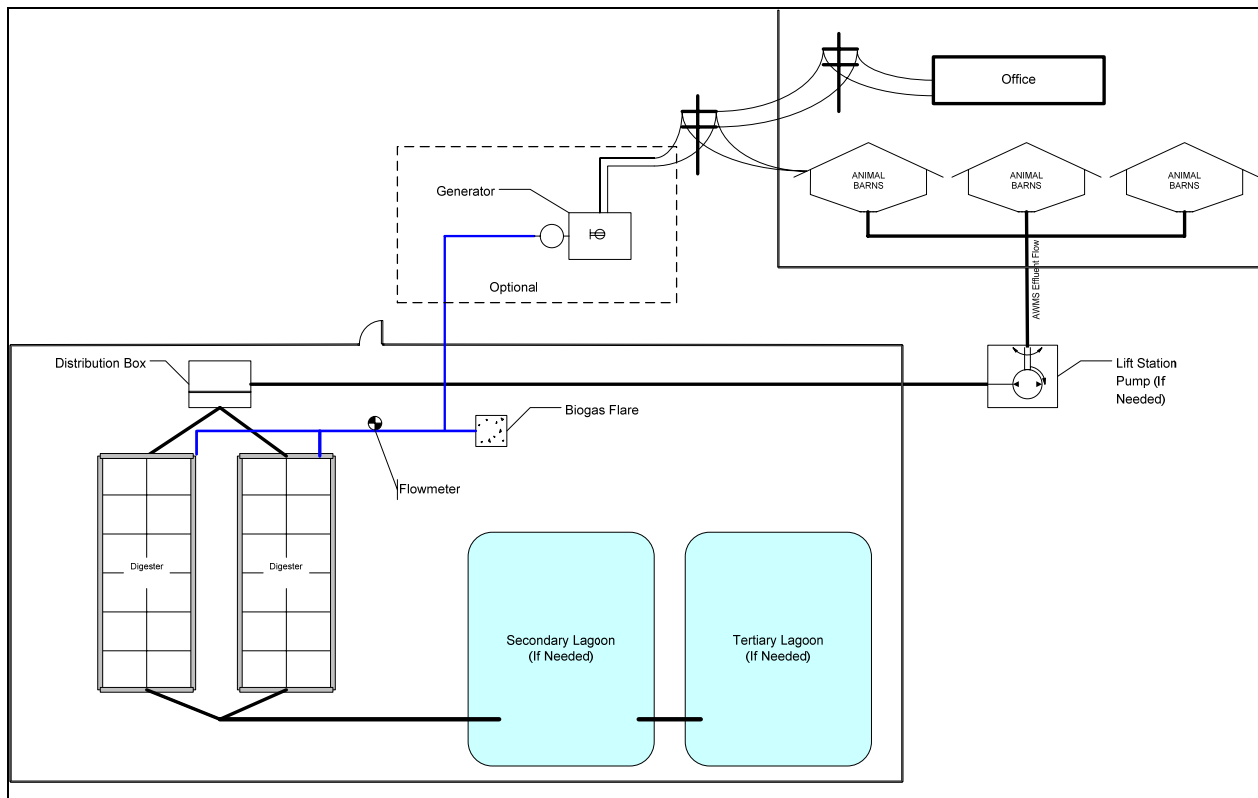 Office
ANIMAL
BARNS
ANIMAL
BARNS
ANIMAL
BARNS
Generator
Optional
AWMS Effluent Flow
Distribution Box
Lift Station
Pump (If
Needed)
Biogas Flare
Flowmeter
Digester
Digester
Secondary Lagoon
(If Needed)
Tertiary Lagoon
(If Needed)